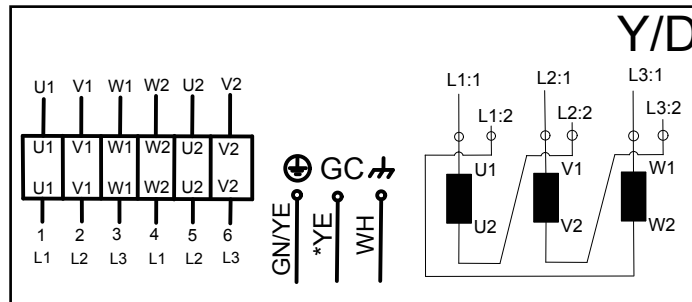 Y/D
U1 V1 W1 W2 U2 V2
U1 V1 W1 W2 U2 V2
U1 V1 W1 W2 U2 V2
1 2 3 4 5 6
L1 L2 L3 L1 L2 L3
GC
GN/YE
*YE
WH
L1:1 L2:1 L3:1
L1:2 L2:2 L3:2
U1 V1 W1
U2 V2 W2